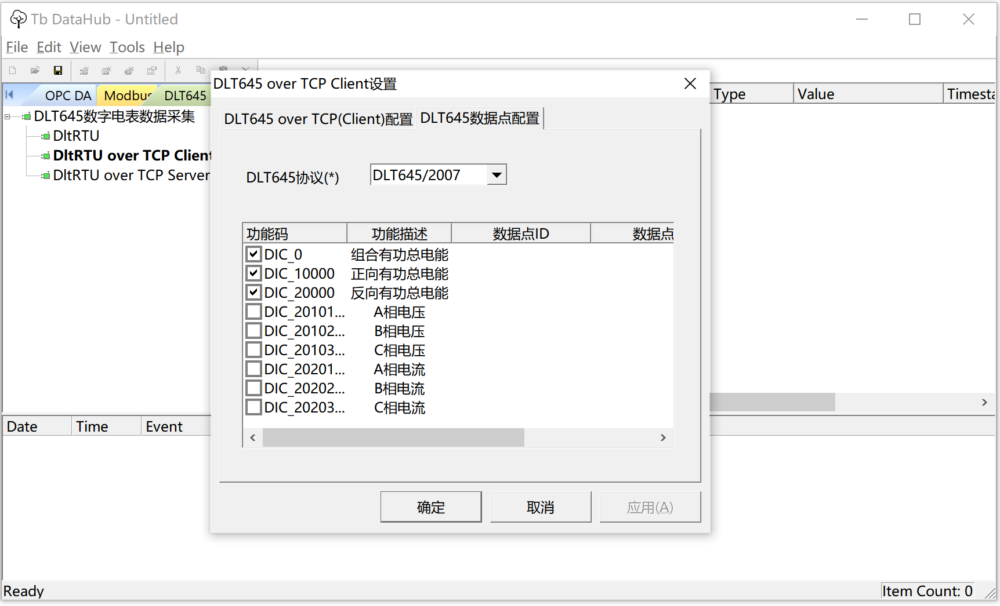 Tb DataHub - Untitled
File Edit View Tools Help
OPC DA Modbus DLT645
DLT645数字电表数据采集
DltRTU
DltRTU over TCP Client
DltRTU over TCP Server
Type Value Timesta
DLT645 over TCP Client设置
DLT645 over TCP(Client)配置 DLT645数据点配置
DLT645协议(*) DLT645/2007
功能码 功能描述 数据点ID 数据点
DIC_0 组合有功总电能
DIC_10000 正向有功总电能
DIC_20000 反向有功总电能
DIC_20101... A相电压
DIC_20102... B相电压
DIC_20103... C相电压
DIC_20201... A相电流
DIC_20202... B相电流
DIC_20203... C相电流
确定 取消 应用(A)
Date Time Event
Ready Item Count: 0